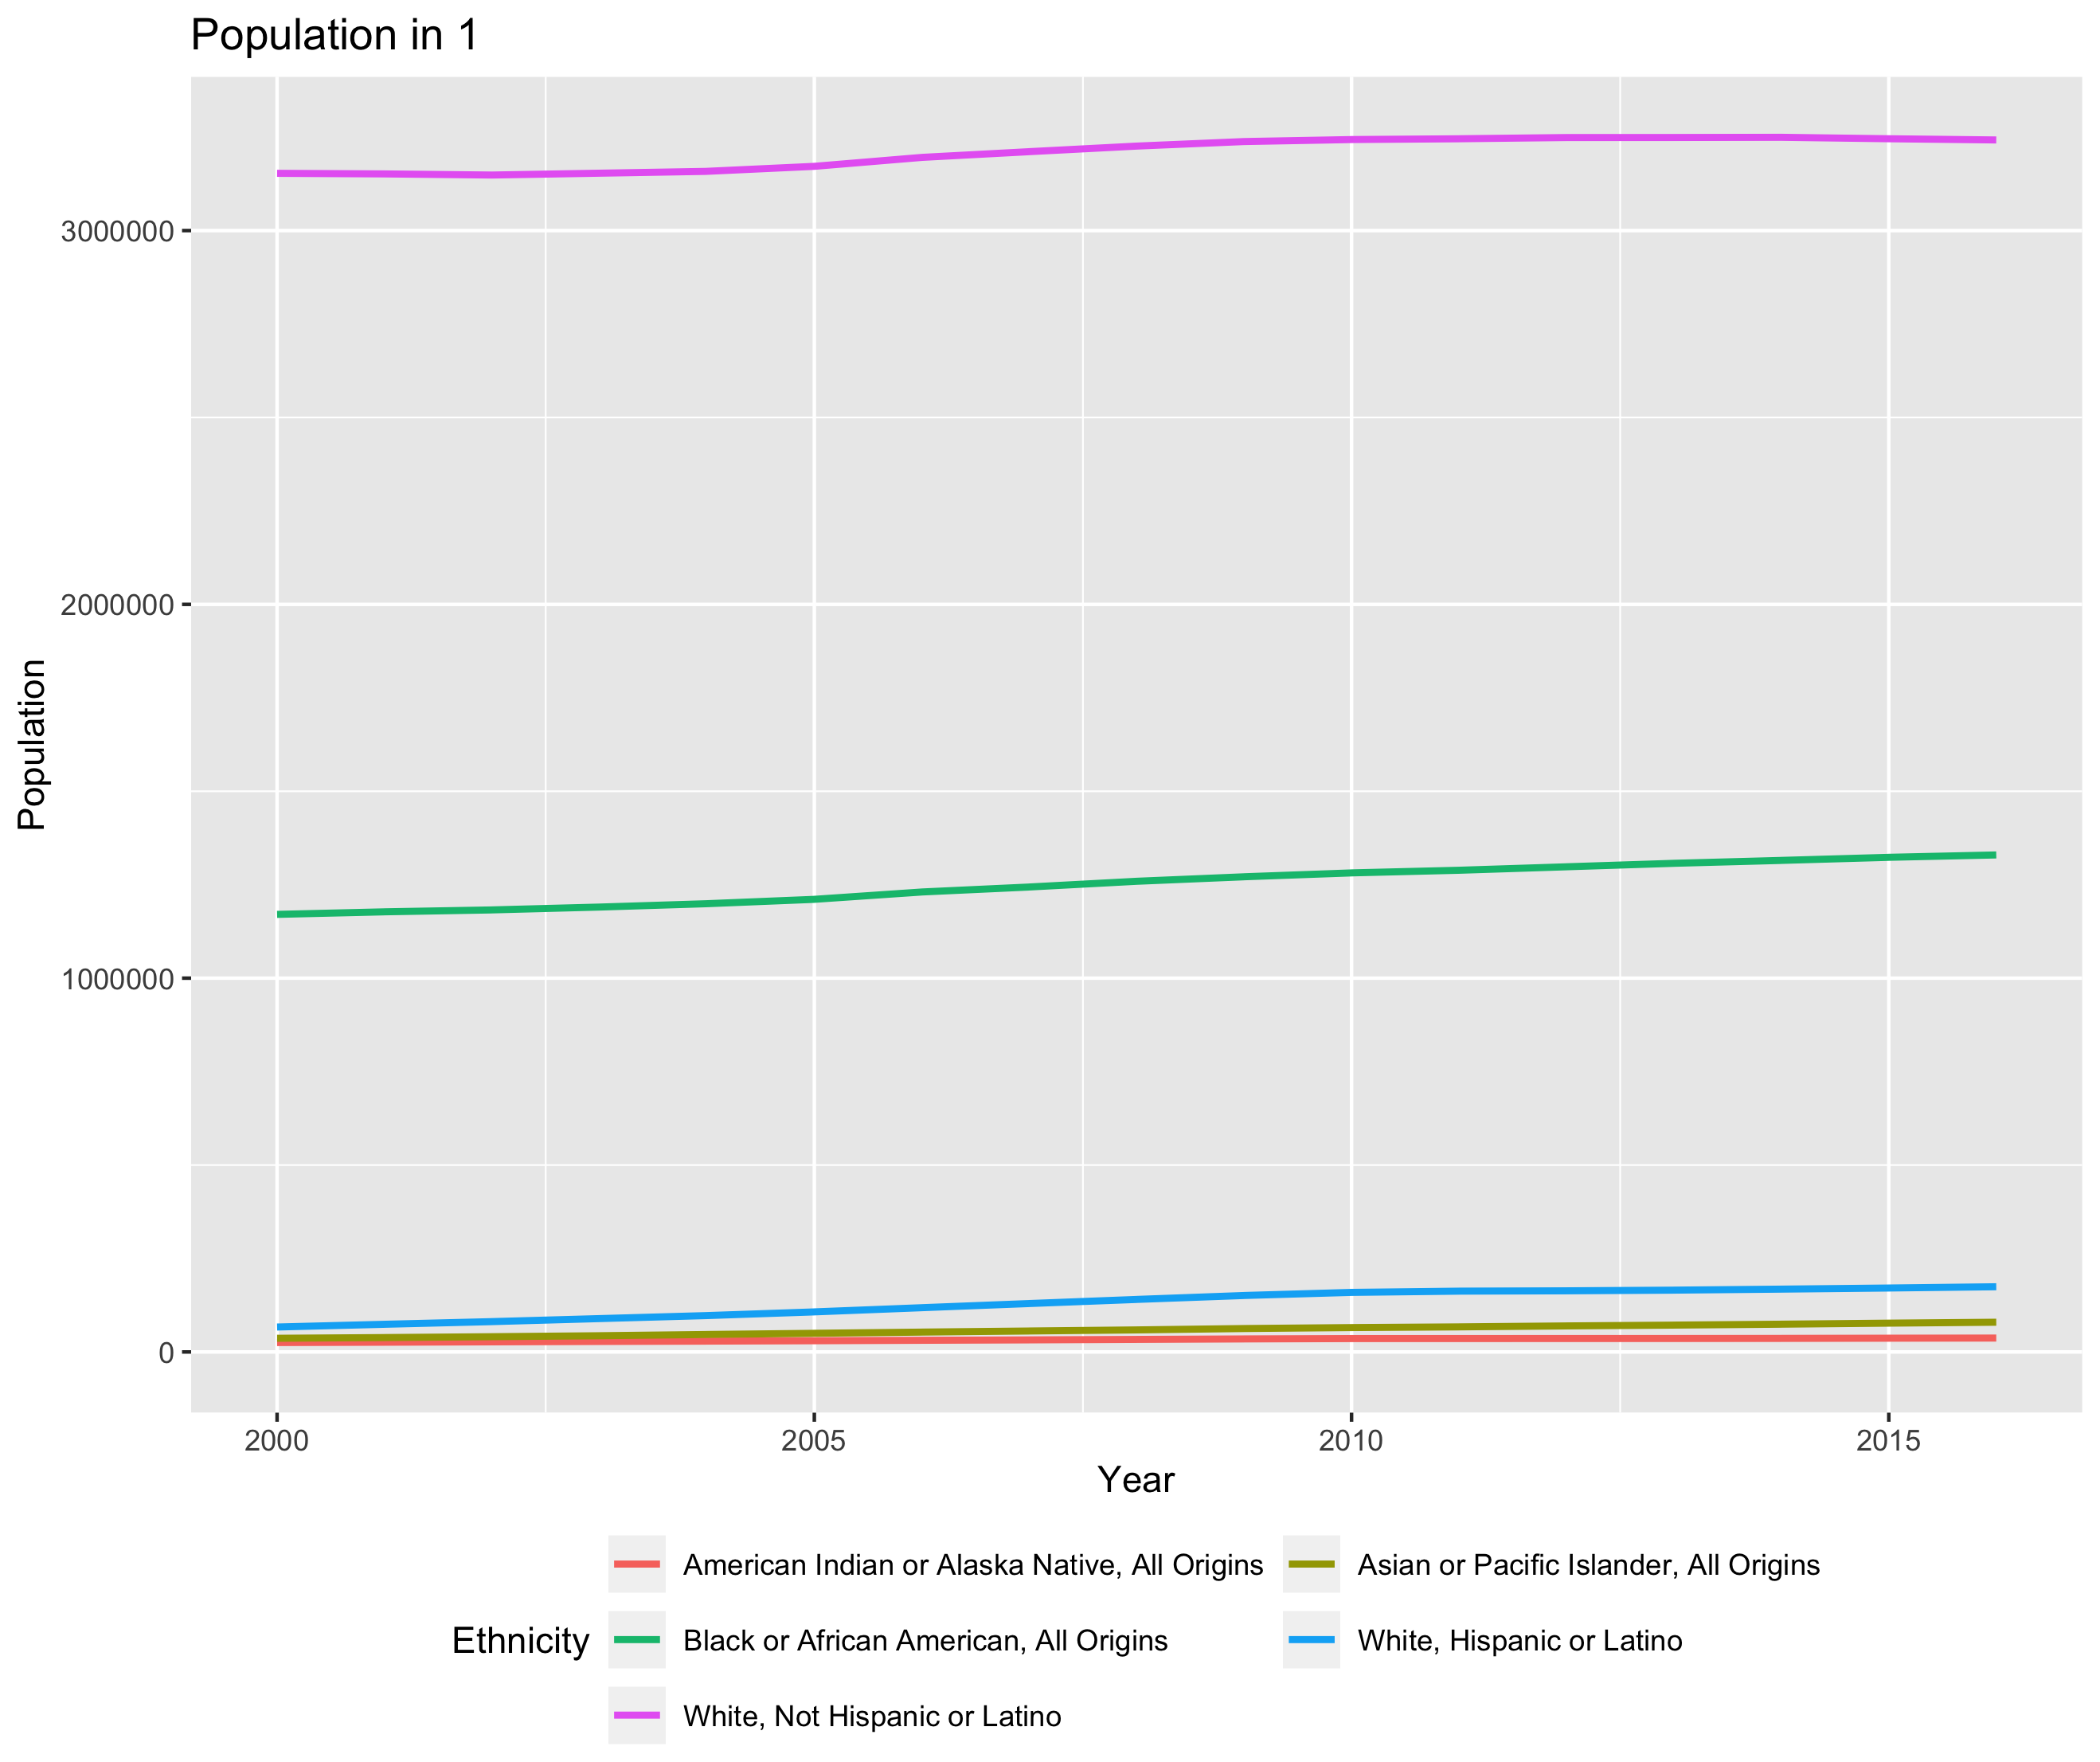 Population in 1
Population
3000000
2000000
1000000
0
2000 2005 2010 2015
Year
Ethnicity
American Indian or Alaska Native, All Origins
Asian or Pacific Islander, All Origins
Black or African American, All Origins
White, Hispanic or Latino
White, Not Hispanic or Latino